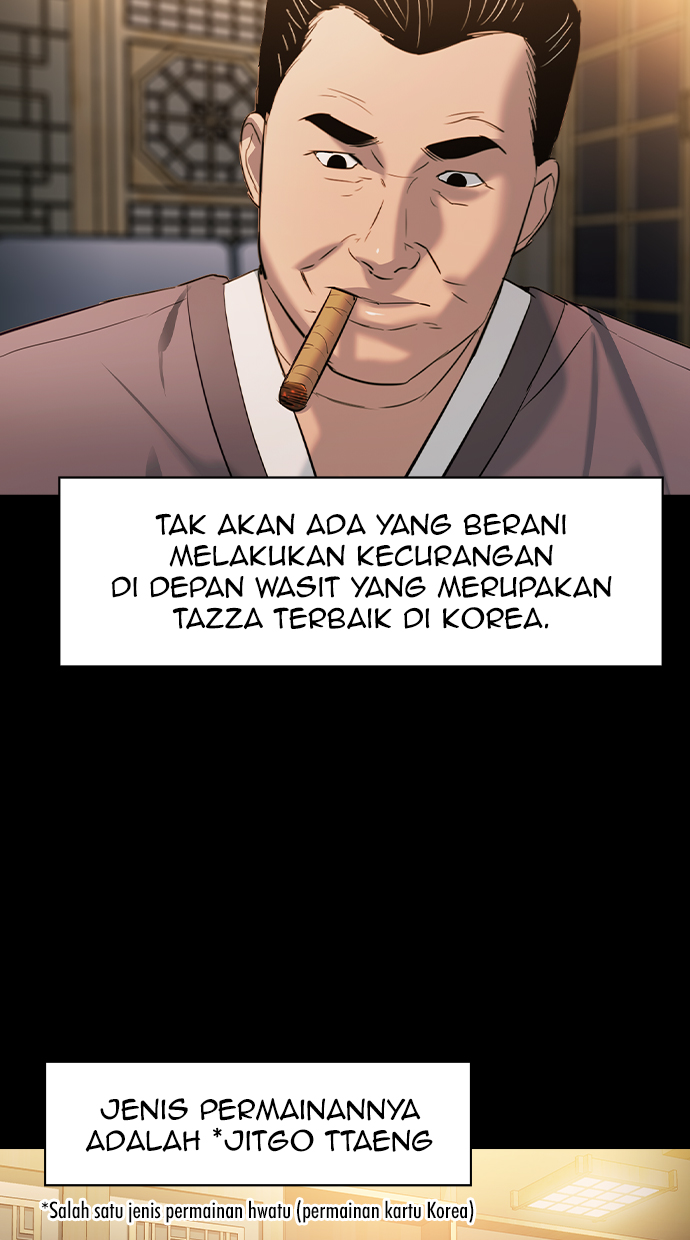 TAK AKAN ADA YANG BERANI
MELAKUKAN KECURANGAN
DI DEPAN WASIT YANG MERUPAKAN
TAZZA TERBAIK DI KOREA.
JENIS PERMAINANNYA
ADALAH *JITGO TTAENG
*Salah satu jenis permainan hwatu (permainan kartu Korea)